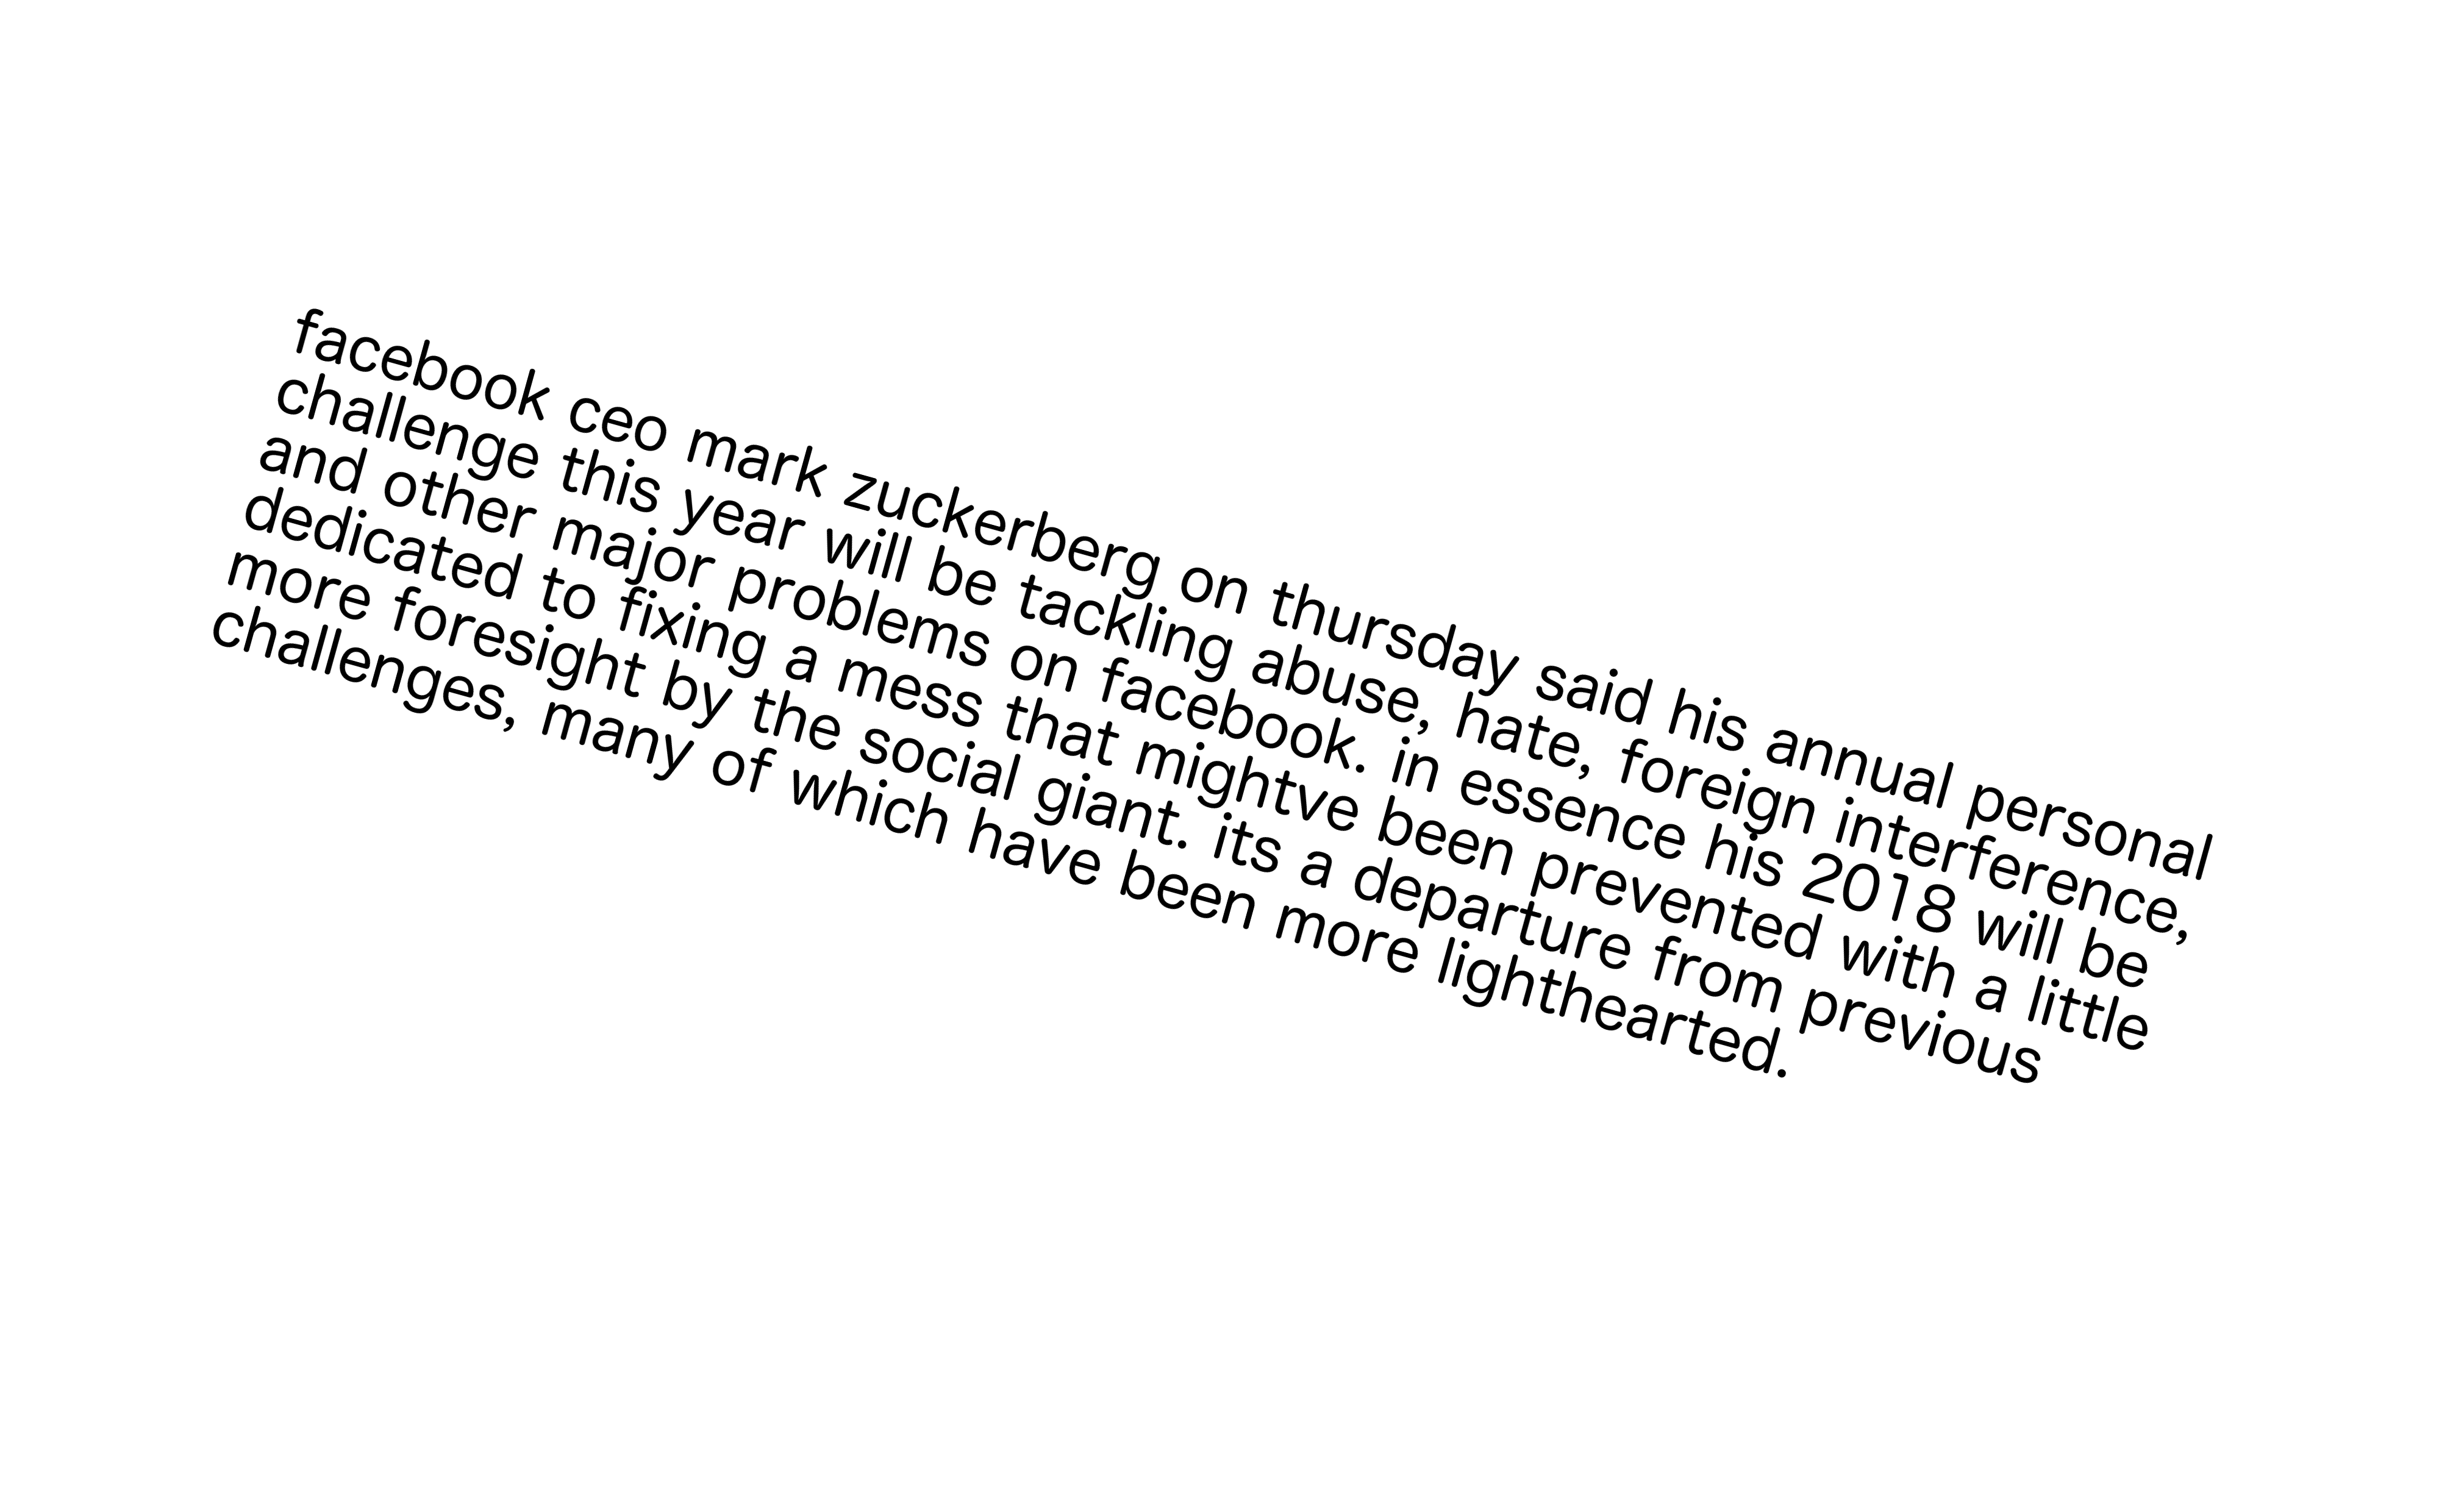 facebook ceo mark zuckerberg on thursday said his annual personal
challenge this year will be tackling abuse, hate, foreign interference,
and other major problems on facebook. in essence his 2018 will be
dedicated to fixing a mess that mightve been prevented with a little
more foresight by the social giant. its a departure from previous
challenges, many of which have been more lighthearted.